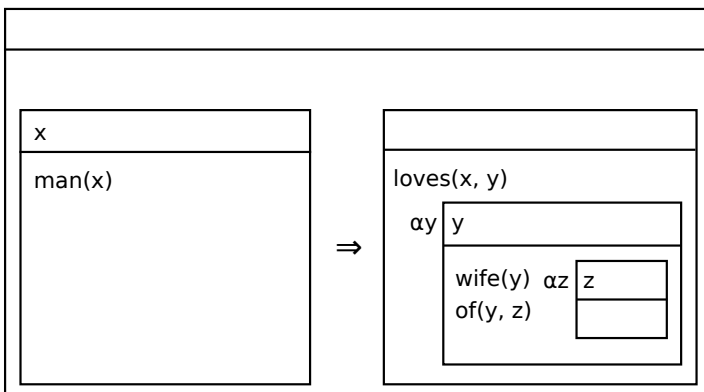 x
man(x)
⇒
loves(x, y)
αy y
wife(y) αz z
of(y, z)